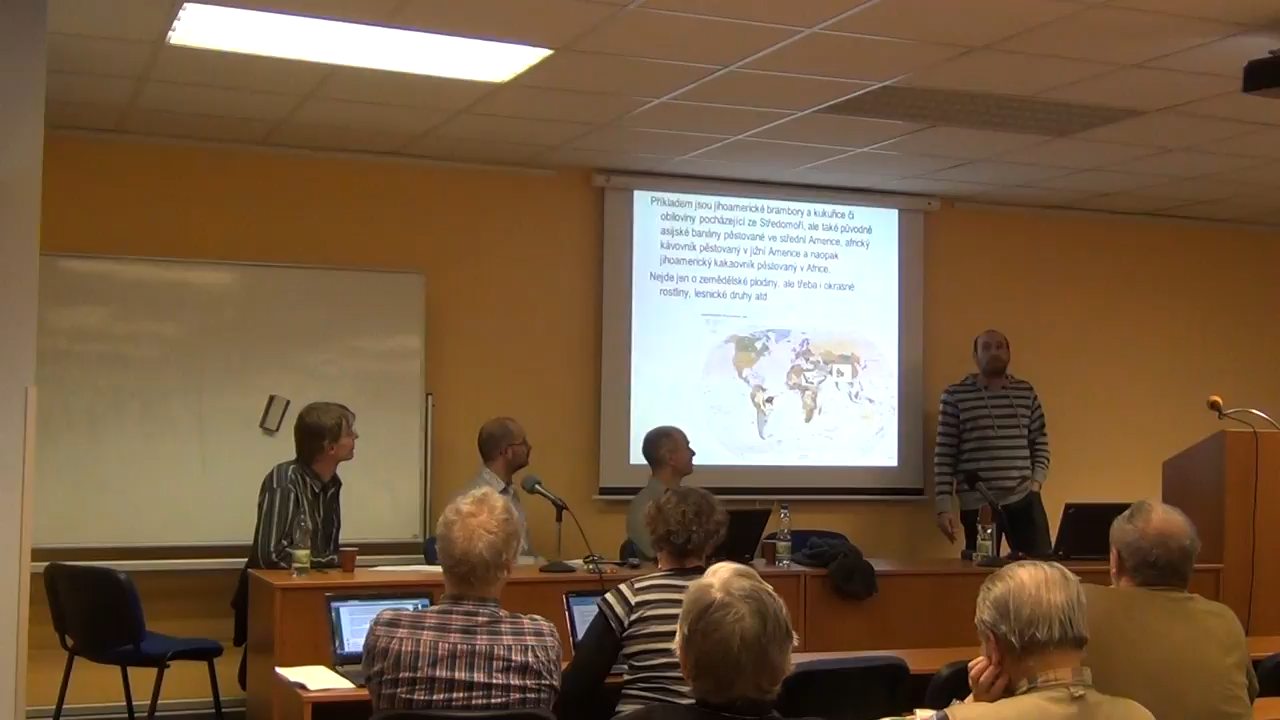 Příkladem jsou jihoamerické brambory a kukuřice či
obiloviny pocházející ze Středomoří, ale také původně
asijské banány pěstované ve střední Americe, africký
kávovník pěstovaný v jižní Americe a naopak
jihoamerický kakaovník pěstovaný v Africe.
Nejde jen o zemědělské plodiny, ale třeba i okrasné
rostliny, lesnické druhy atd